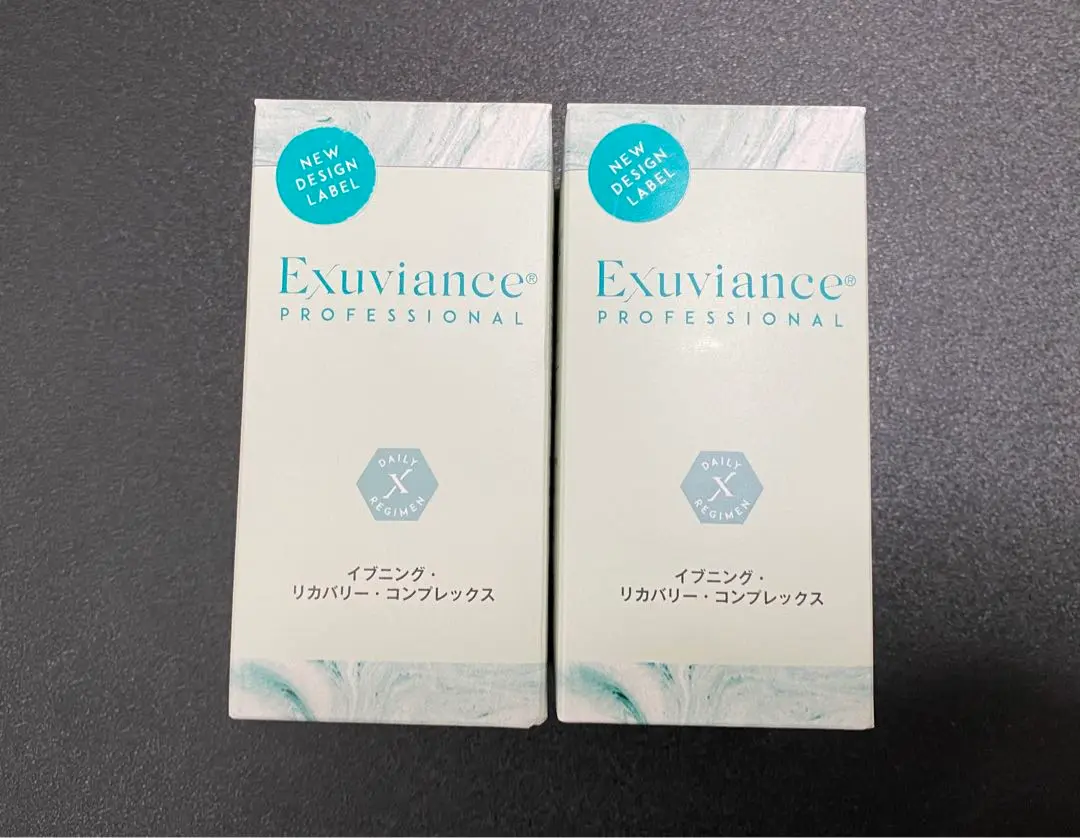 NEW
DESIGN
LABEL
Exuviance®
PROFESSIONAL
DAILY
X
REGIMEN
イブニング・
リカバリー・コンプレックス
NEW
DESIGN
LABEL
Exuviance®
PROFESSIONAL
DAILY
X
REGIMEN
イブニング・
リカバリー・コンプレックス